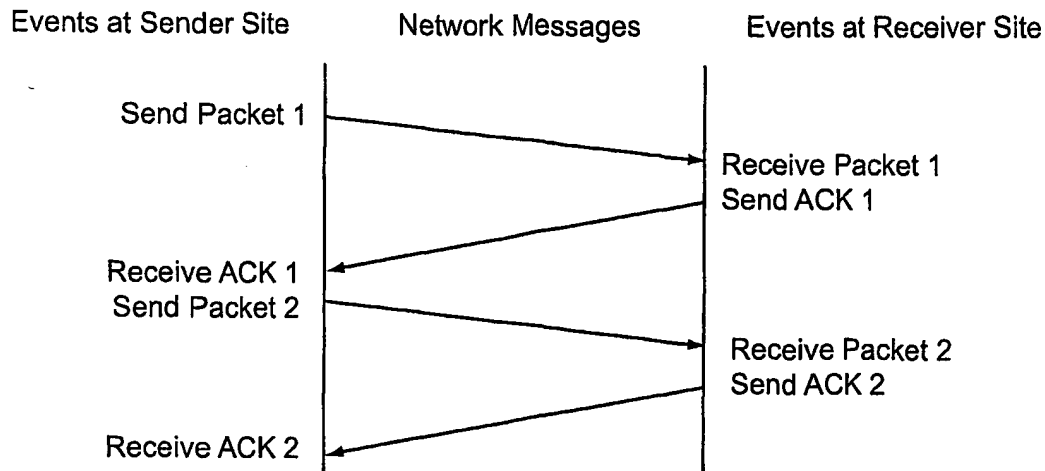 Events at Sender Site
Network Messages
Events at Receiver Site
Send Packet 1
Receive Packet 1
Send ACK 1
Receive ACK 1
Send Packet 2
Receive Packet 2
Send ACK 2
Receive ACK 2